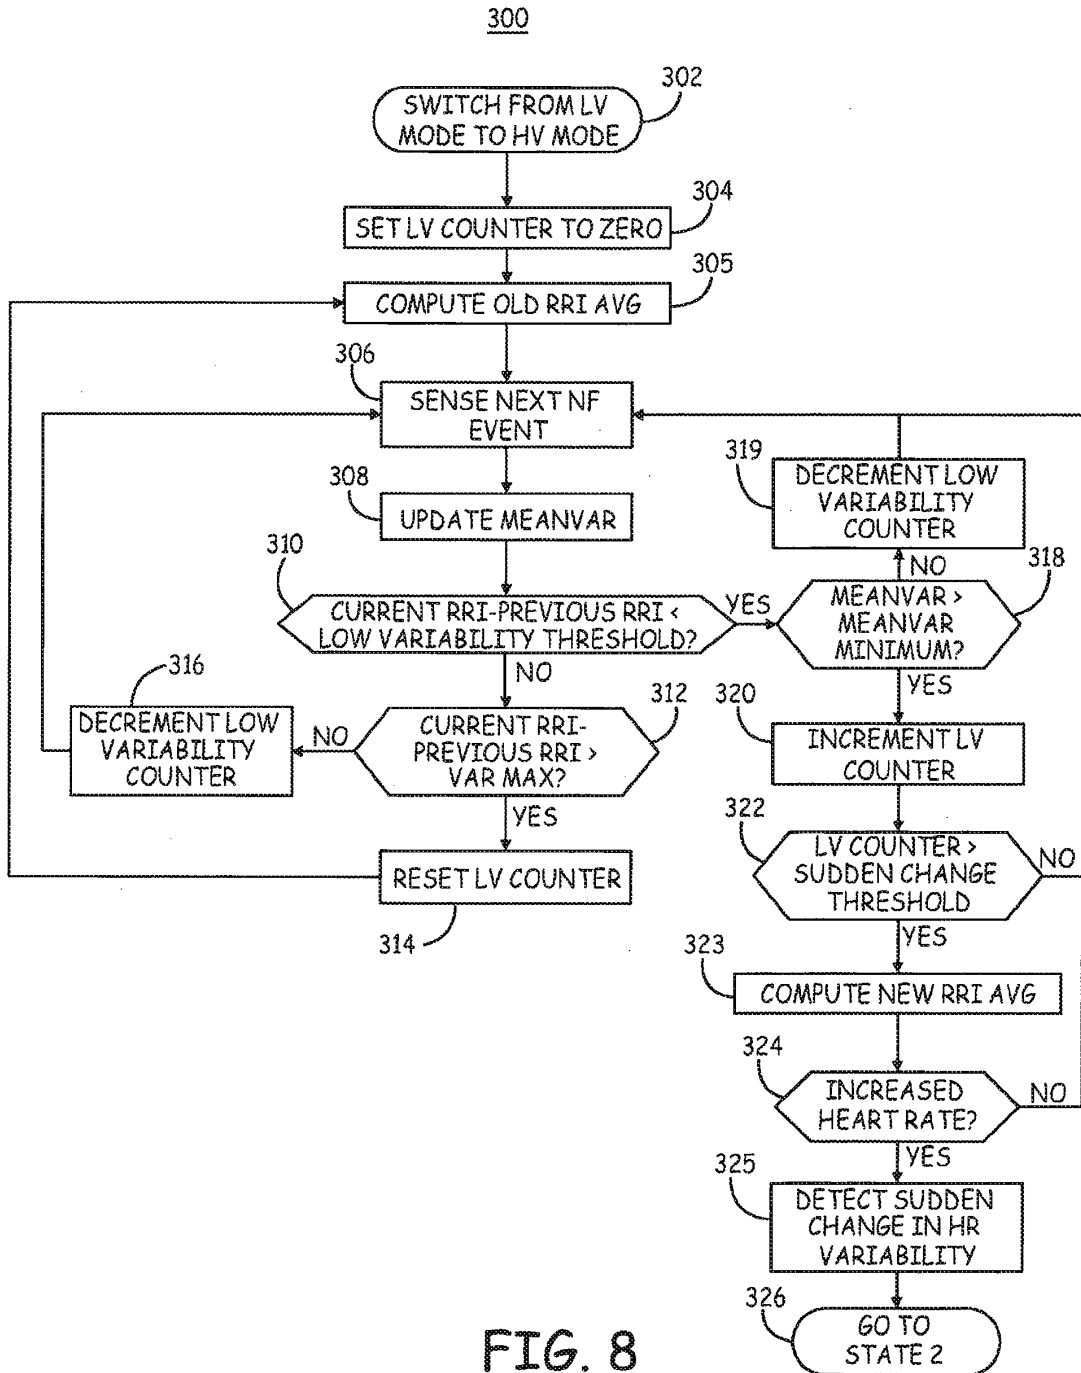 300
302
SWITCH FROM LV
MODE TO HV MODE
304
SET LV COUNTER TO ZERO
305
COMPUTE OLD RRI AVG
306
SENSE NEXT NF
EVENT
319
DECREMENT LOW
VARIABILITY
COUNTER
308
UPDATE MEANVAR
310
CURRENT RRI-PREVIOUS RRI <
LOW VARIABILITY THRESHOLD?
YES
NO
NO
318
MEANVAR >
MEANVAR
MINIMUM?
YES
316
DECREMENT LOW
VARIABILITY
COUNTER
NO
312
CURRENT RRI-
PREVIOUS RRI >
VAR MAX?
YES
320
INCREMENT LV
COUNTER
314
RESET LV COUNTER
322
LV COUNTER >
SUDDEN CHANGE
THRESHOLD
NO
YES
323
COMPUTE NEW RRI AVG
324
INCREASED
HEART RATE?
NO
YES
325
DETECT SUDDEN
CHANGE IN HR
VARIABILITY
326
GO TO
STATE 2
FIG. 8